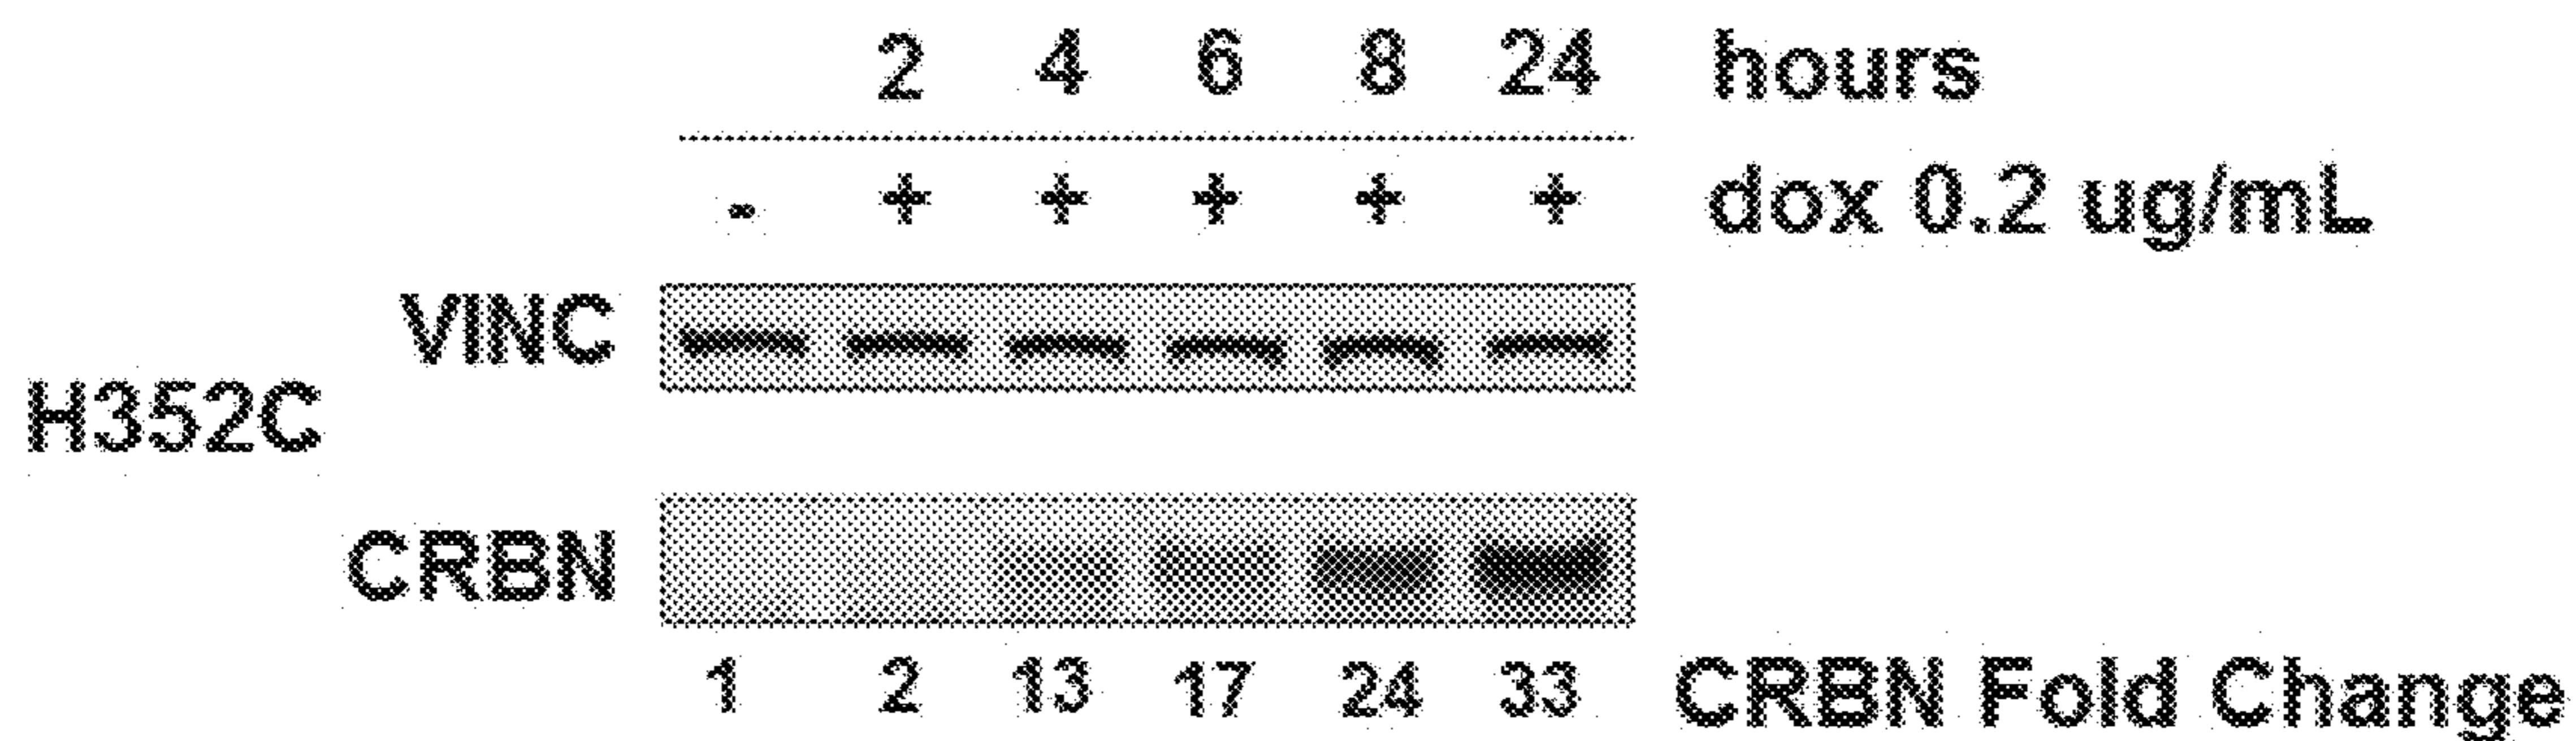 2 4 6 8 24 hours
- + + + + + dox 0.2 ug/mL
VINC
H352C
CRBN
1 2 13 17 24 33 CRBN Fold Change